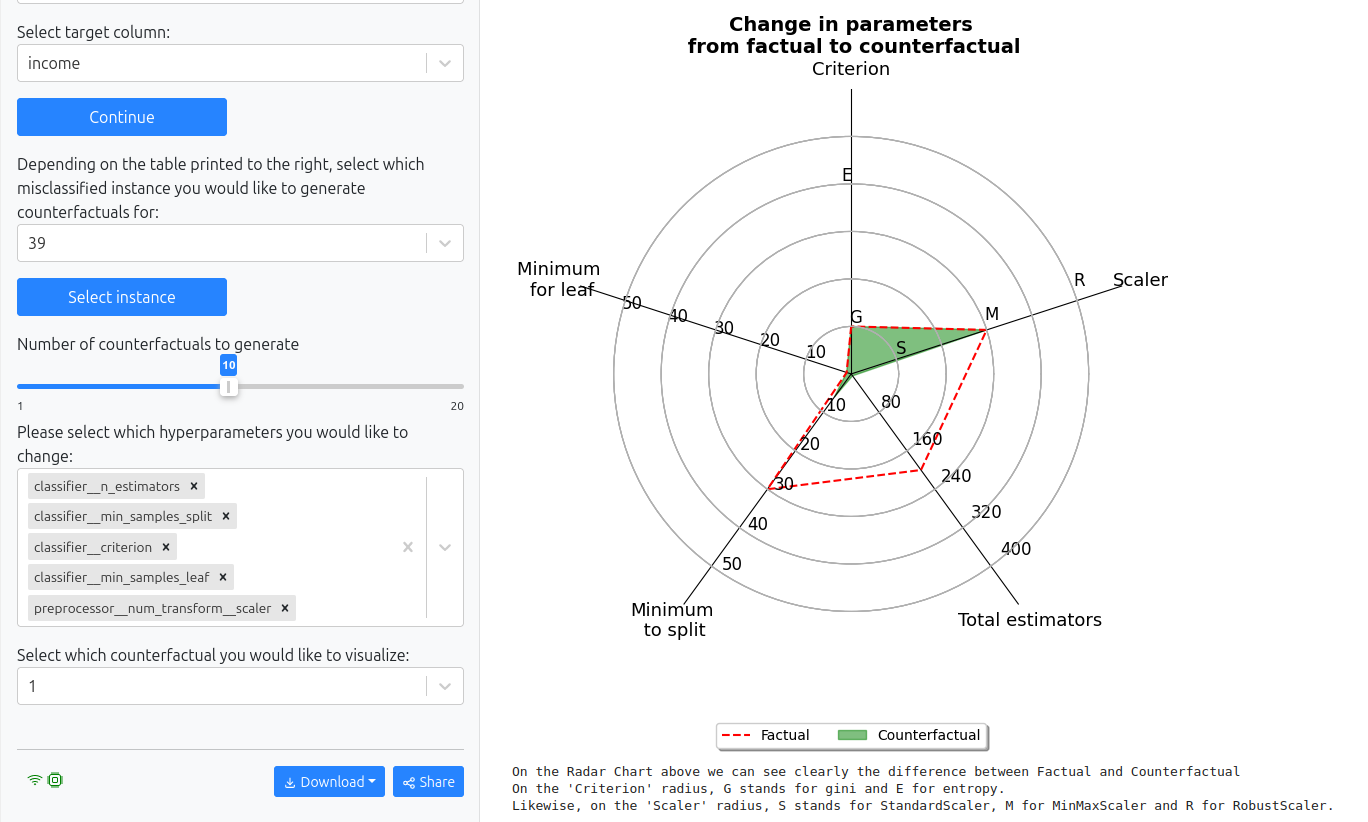 Select target column:
income
Continue
Depending on the table printed to the right, select which
misclassified instance you would like to generate
counterfactuals for:
39
Select instance
Number of counterfactuals to generate
10
1
20
Please select which hyperparameters you would like to
change:
classifier__n_estimators ×
classifier__min_samples_split ×
classifier__criterion ×
classifier__min_samples_leaf ×
preprocessor__num_transform__scaler ×
Select which counterfactual you would like to visualize:
1
Download
Share
Change in parameters
from factual to counterfactual
Criterion
E
G
Scaler
R
M
S
Minimum
for leaf
50
40
30
20
10
10
20
30
40
50
Minimum
to split
80
160
240
320
400
Total estimators
Factual
Counterfactual
On the Radar Chart above we can see clearly the difference between Factual and Counterfactual
On the 'Criterion' radius, G stands for gini and E for entropy.
Likewise, on the 'Scaler' radius, S stands for StandardScaler, M for MinMaxScaler and R for RobustScaler.